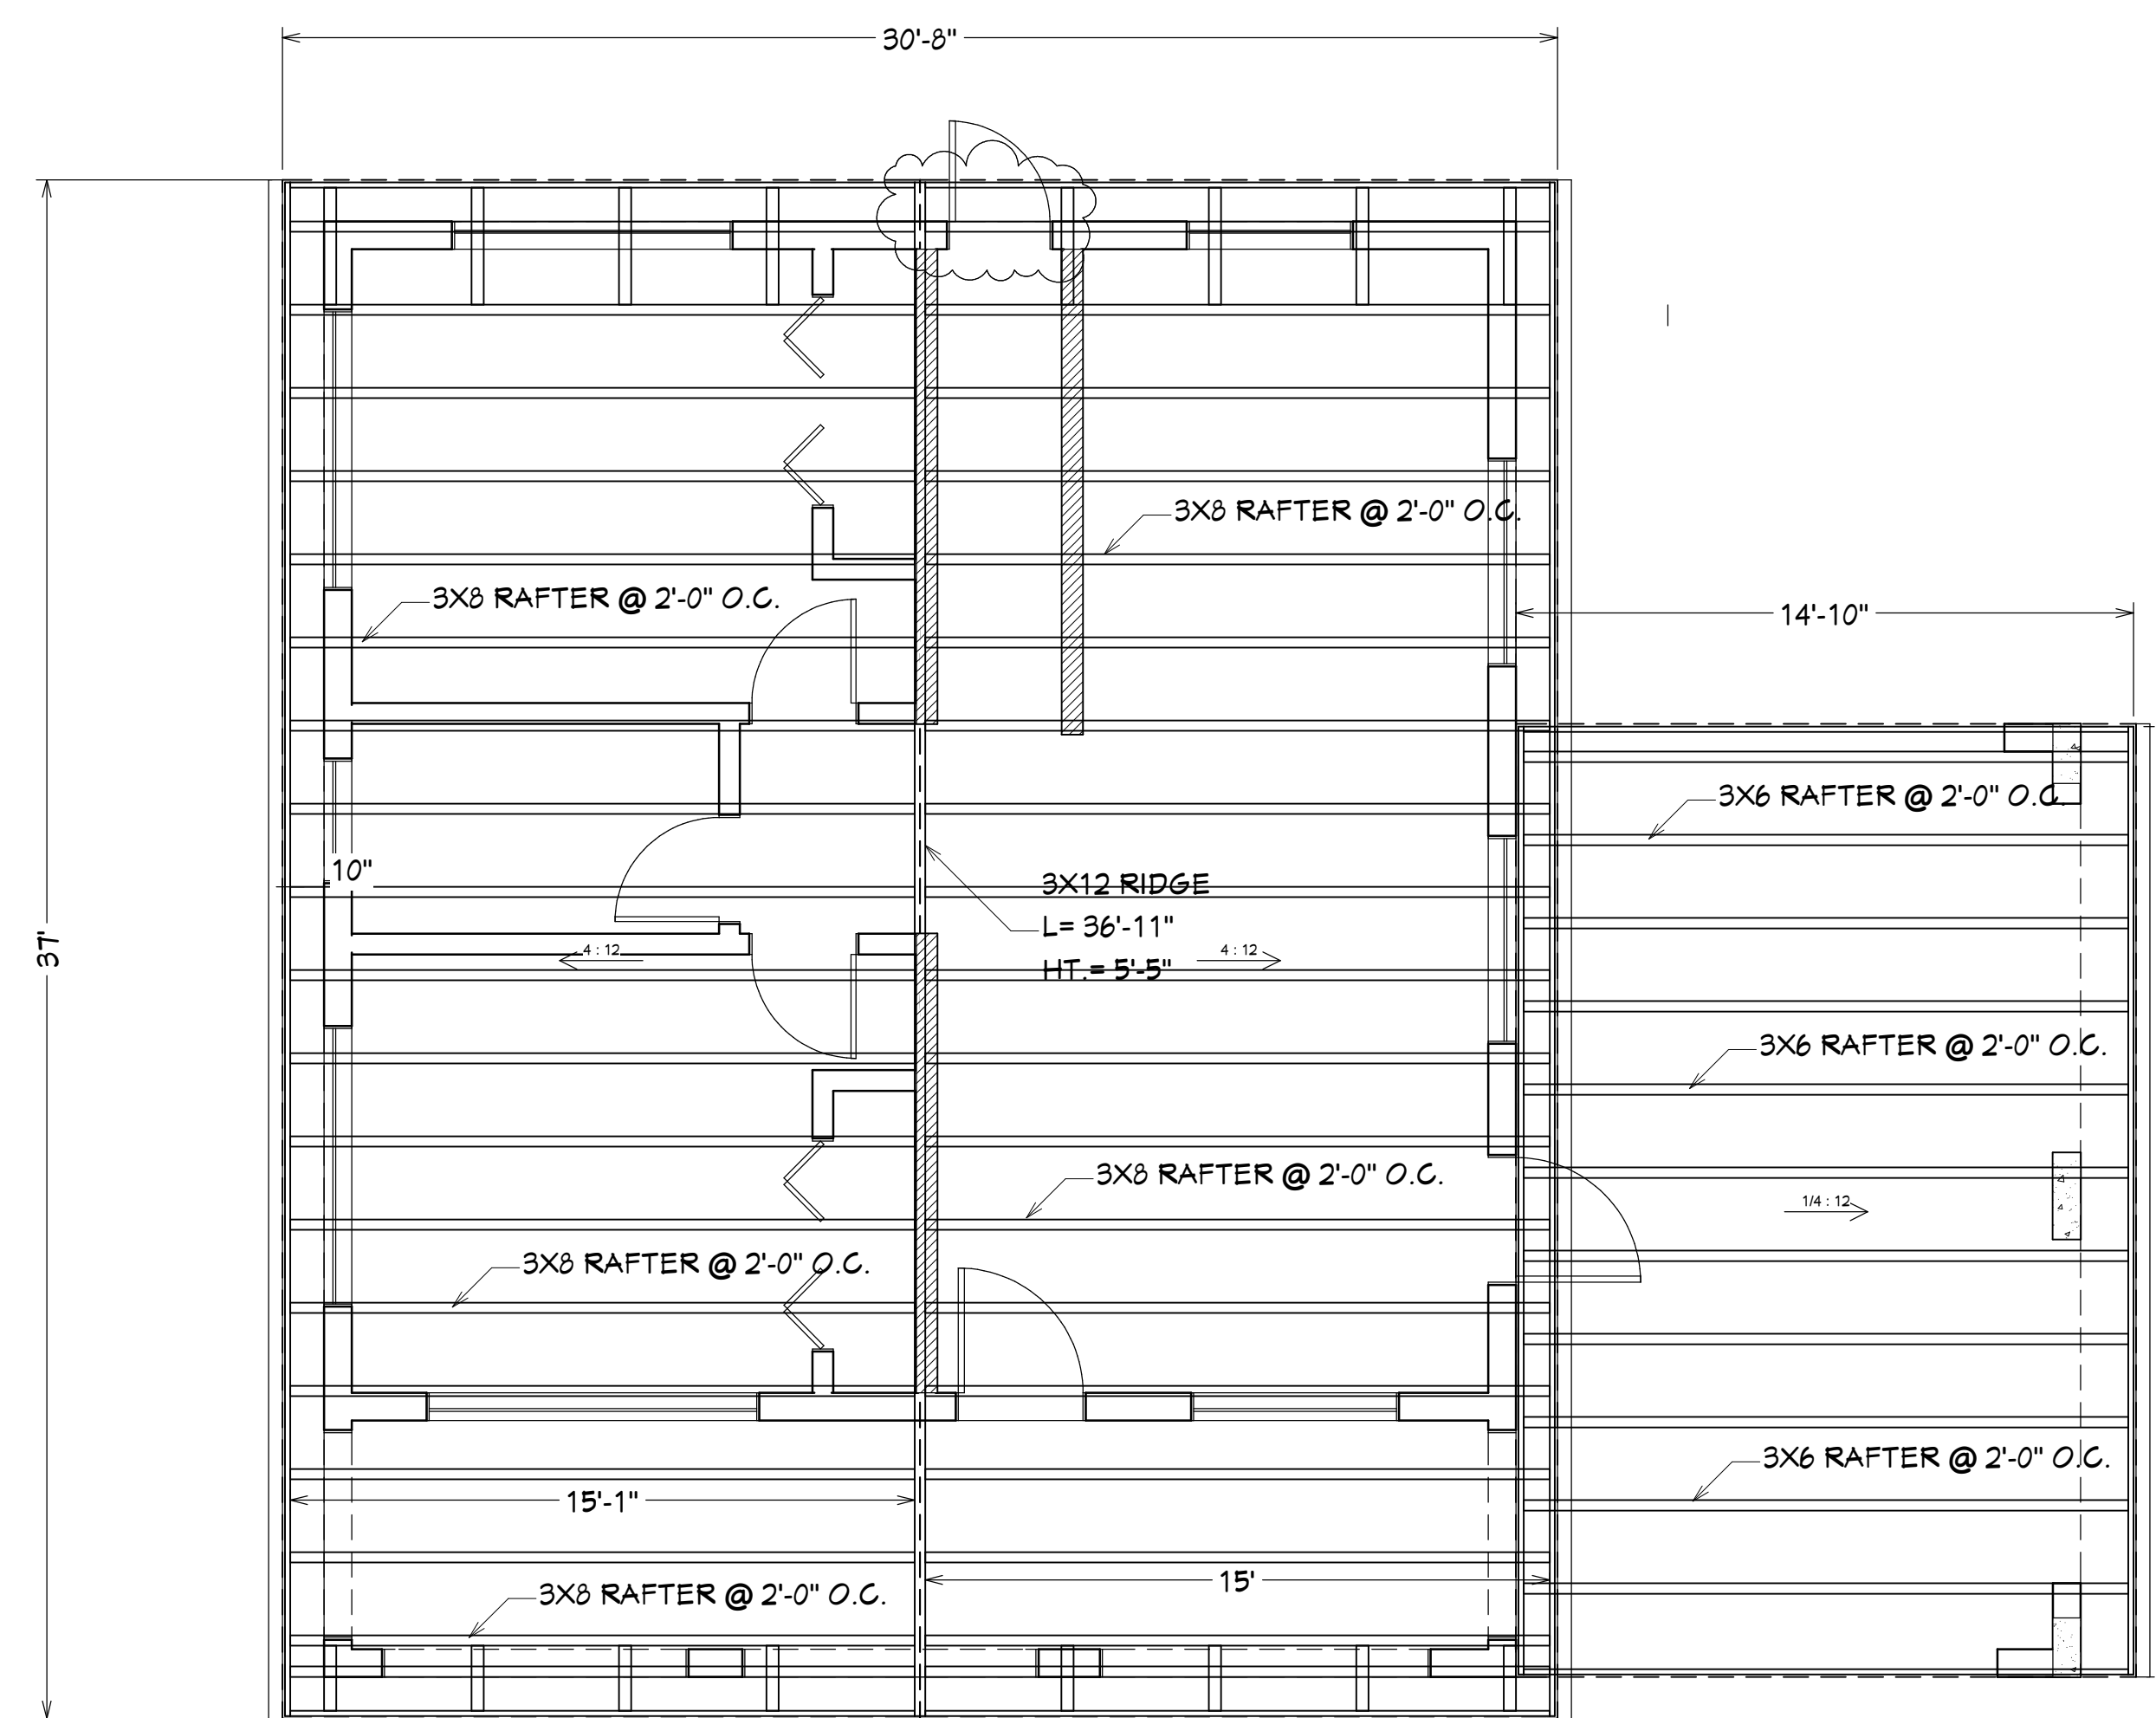 30'-8"
3X8 RAFTER @ 2'-0" O.C.
3X8 RAFTER @ 2'-0" O.C.
14'-10"
3X6 RAFTER @ 2'-0" O.C.
10"
3X12 RIDGE
L= 36'-11"
HT.= 5'-5"
37'
4 : 12
4 : 12
3X6 RAFTER @ 2'-0" O.C.
3X8 RAFTER @ 2'-0" O.C.
1/4 : 12
3X8 RAFTER @ 2'-0" O.C.
3X6 RAFTER @ 2'-0" O.C.
15'-1"
15'
3X8 RAFTER @ 2'-0" O.C.